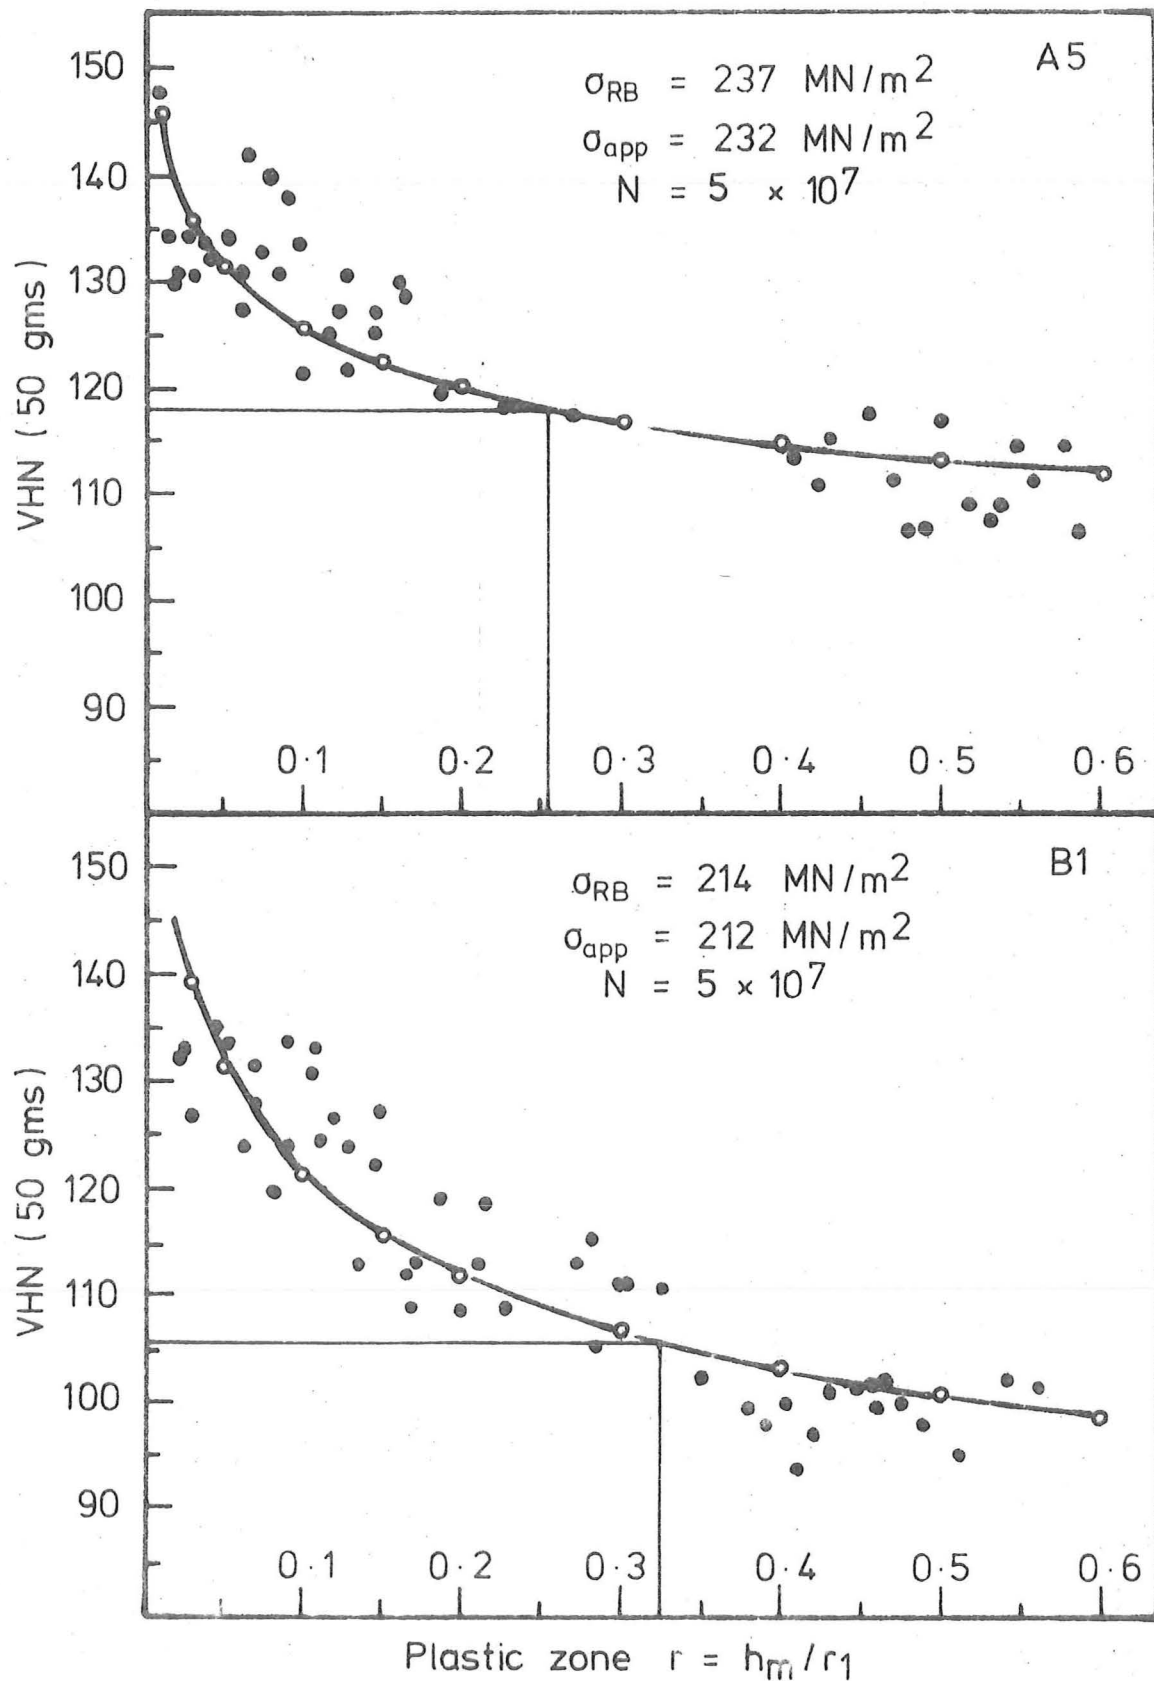 A5
σRB = 237 MN/m²
σapp = 232 MN/m²
N = 5 × 10⁷
VHN (50 gms)
150
140
130
120
110
100
90
0·1 0·2 0·3 0·4 0·5 0·6
B1
σRB = 214 MN/m²
σapp = 212 MN/m²
N = 5 × 10⁷
VHN (50 gms)
150
140
130
120
110
100
90
0·1 0·2 0·3 0·4 0·5 0·6
Plastic zone r = hm/r1